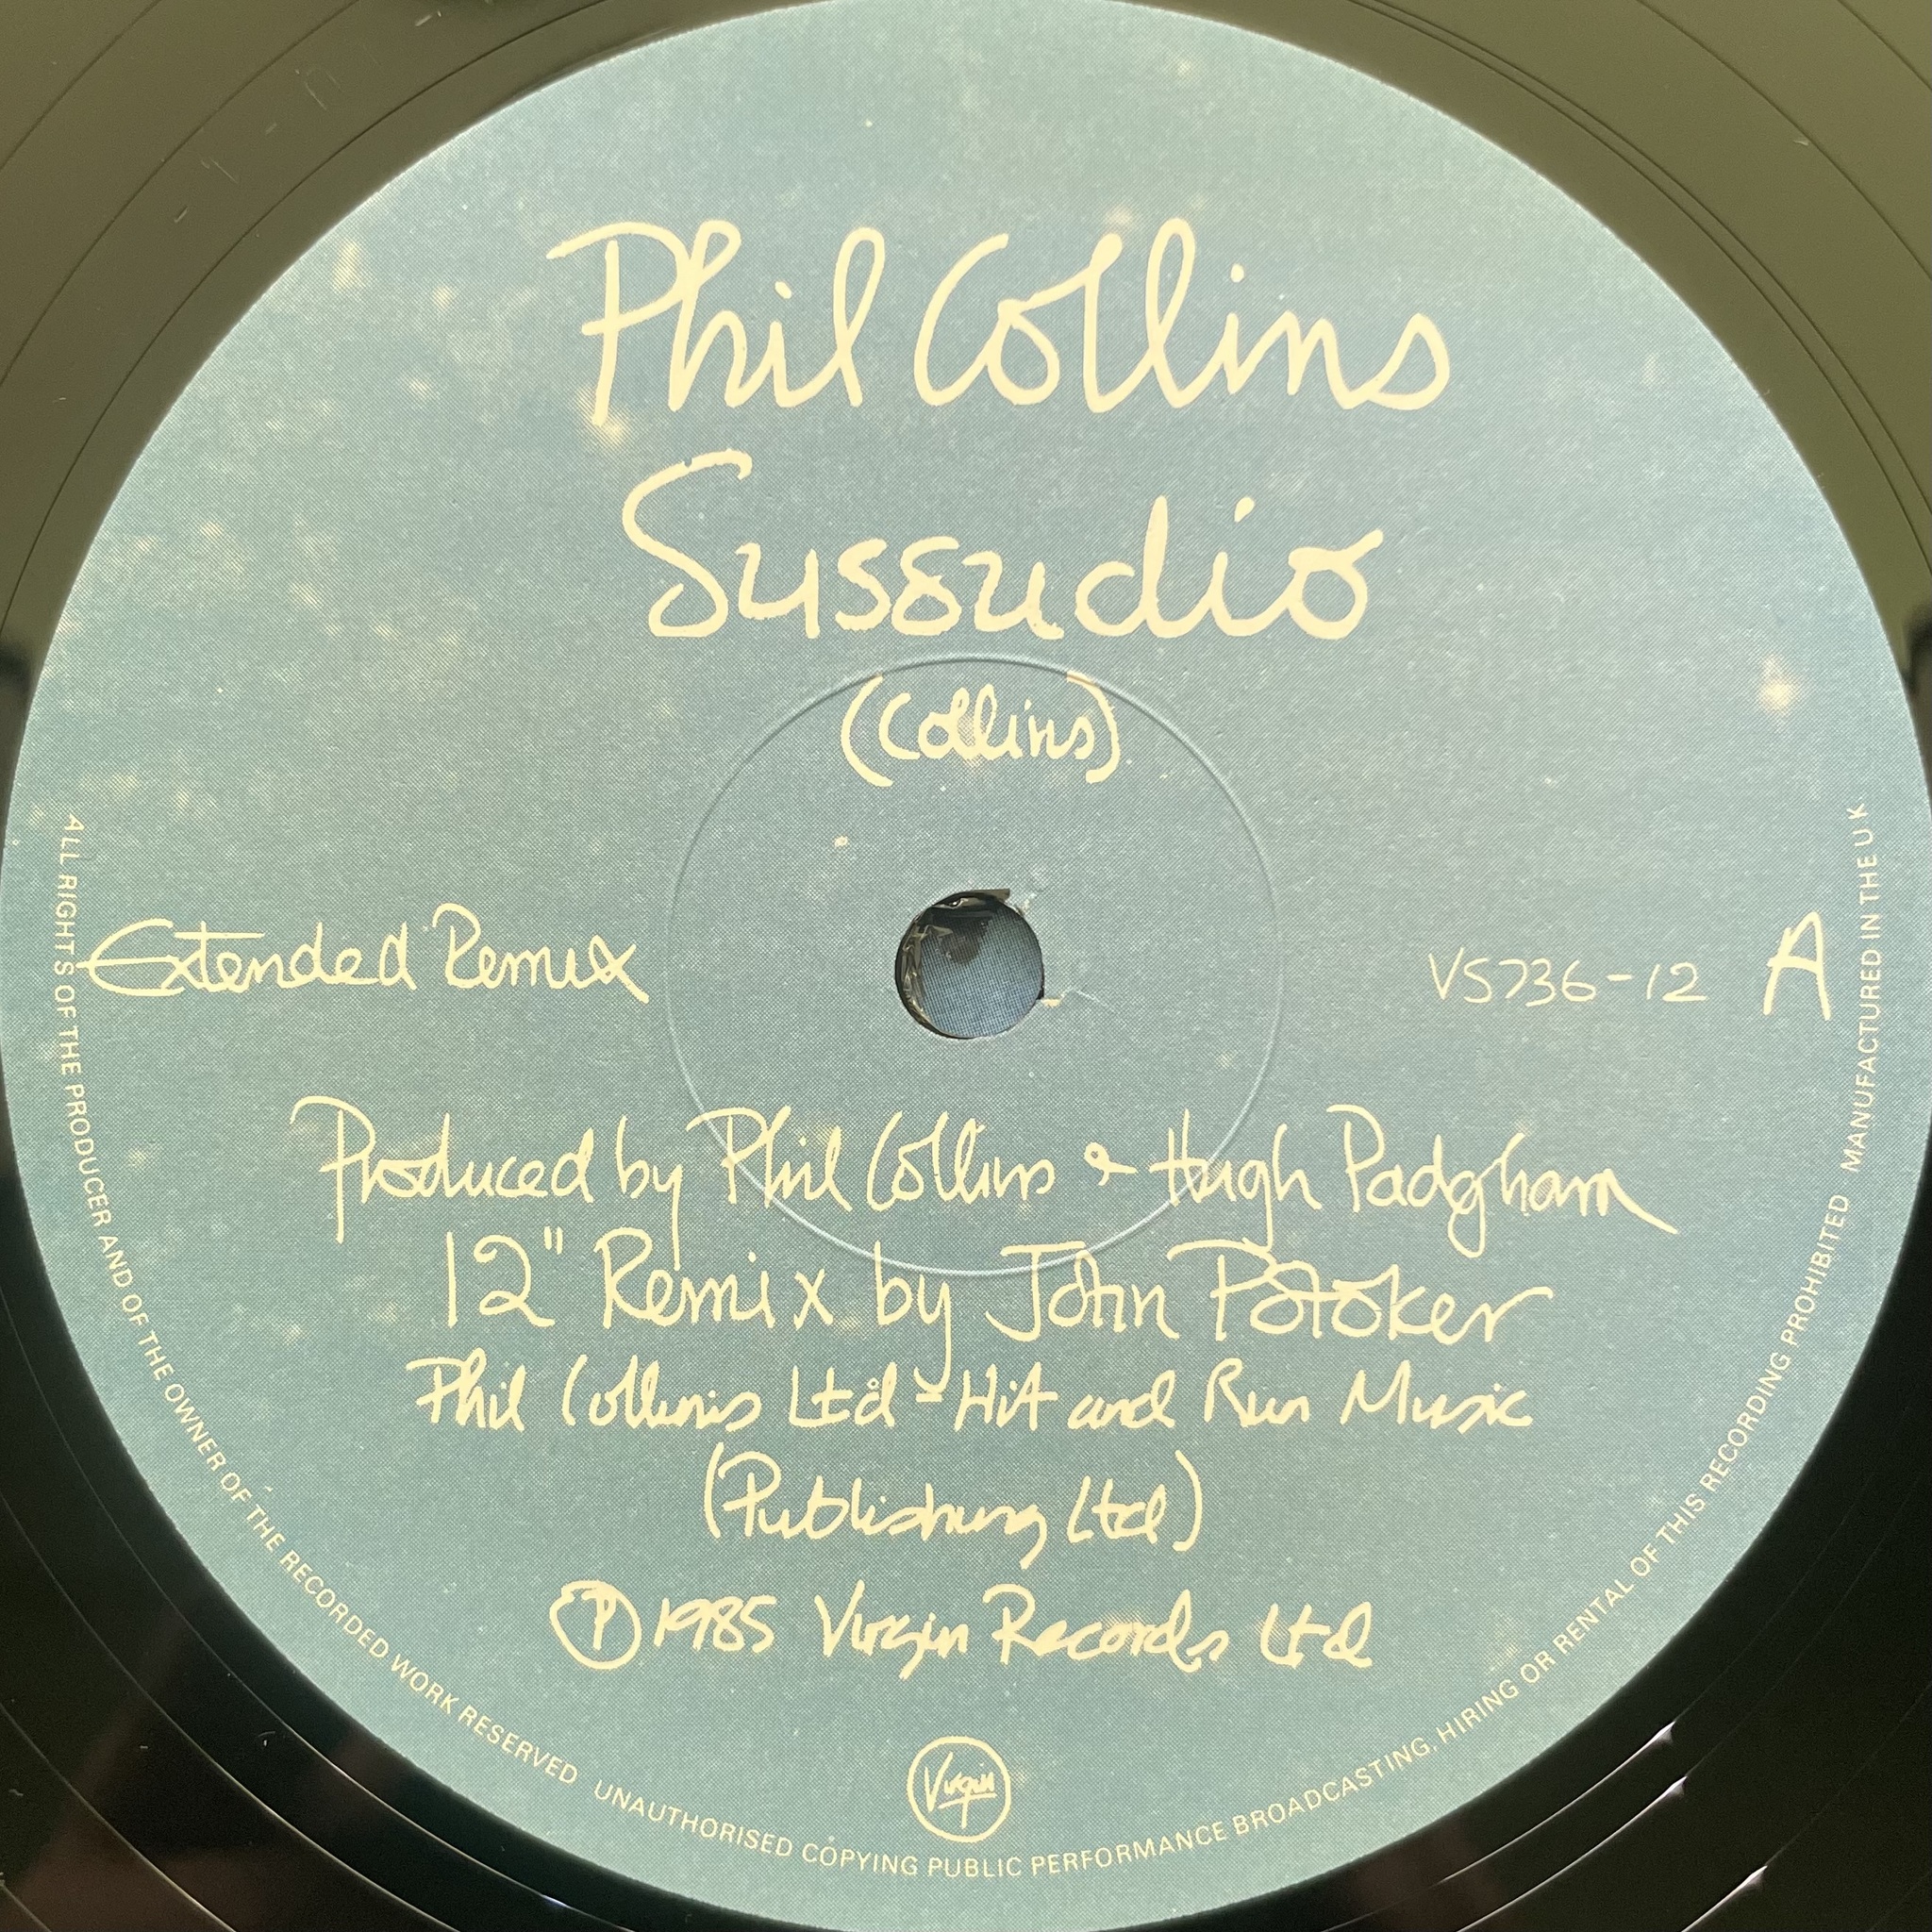 Phil Collins
Sussudio
(Collins)
Extended Remix
VS736-12 A
Produced by Phil Collins & Hugh Padgham
12" Remix by John Potoker
Phil Collins Ltd - Hit and Run Music
(Publishing Ltd)
Ⓟ 1985 Virgin Records Ltd
Virgin
ALL RIGHTS OF THE PRODUCER AND OF THE OWNER OF THE RECORDED WORK RESERVED UNAUTHORISED COPYING PUBLIC PERFORMANCE BROADCASTING, HIRING OR RENTAL OF THIS RECORDING PROHIBITED MANUFACTURED IN THE UK